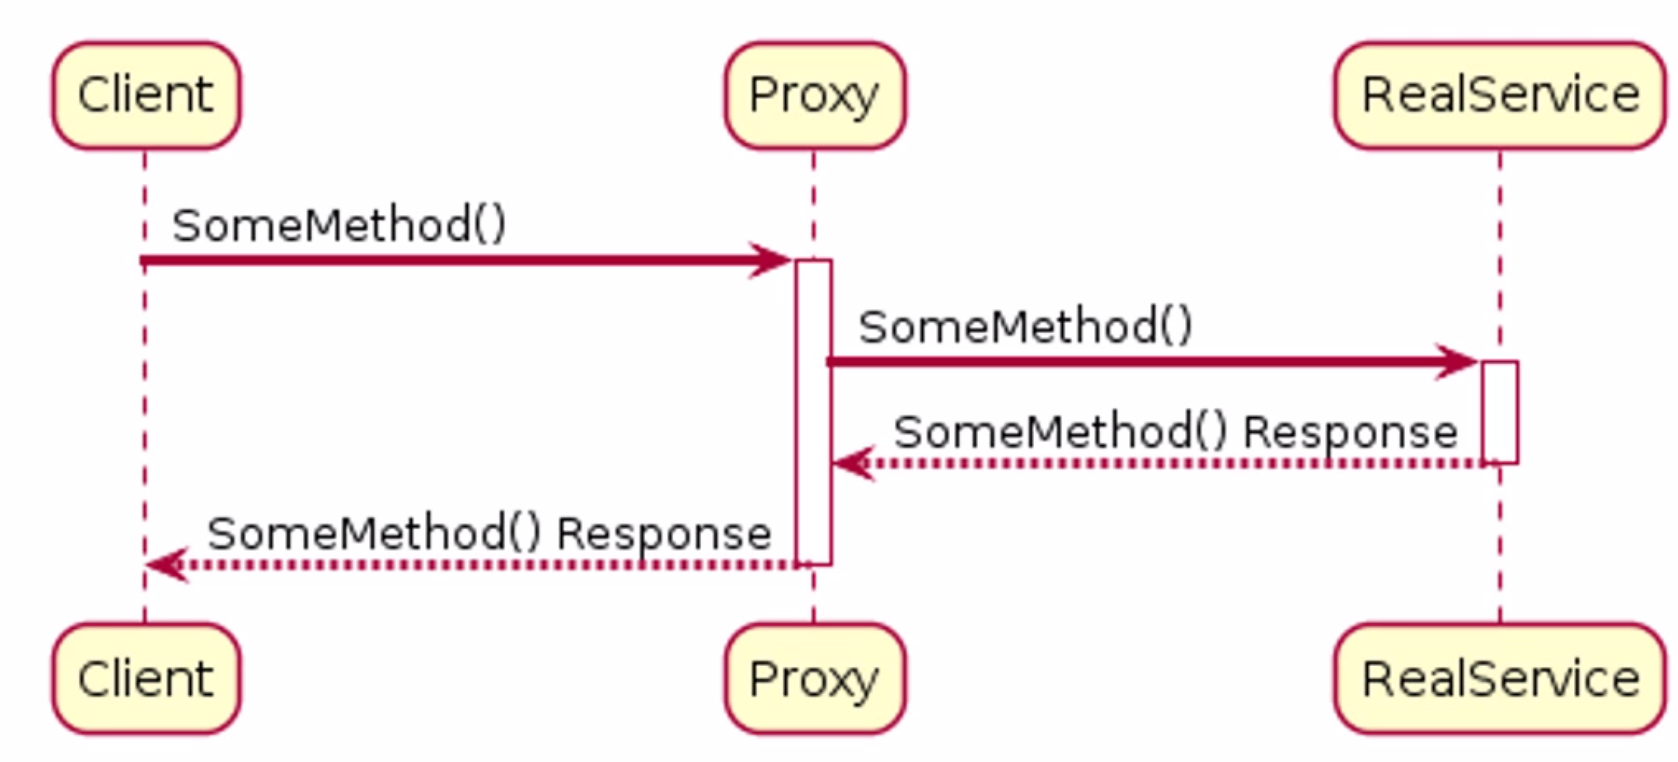 Client
Proxy
RealService
SomeMethod()
SomeMethod()
SomeMethod() Response
SomeMethod() Response
Client
Proxy
RealService